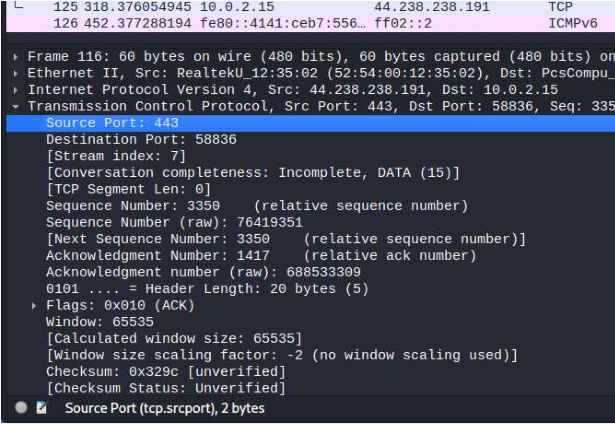 125 318.376054945 10.0.2.15 44.238.238.191 TCP
126 452.377288194 fe80::4141:ceb7:556… ff02::2 ICMPv6
Frame 116: 60 bytes on wire (480 bits), 60 bytes captured (480 bits) on
Ethernet II, Src: RealtekU_12:35:02 (52:54:00:12:35:02), Dst: PcsCompu_
Internet Protocol Version 4, Src: 44.238.238.191, Dst: 10.0.2.15
Transmission Control Protocol, Src Port: 443, Dst Port: 58836, Seq: 335
Source Port: 443
Destination Port: 58836
[Stream index: 7]
[Conversation completeness: Incomplete, DATA (15)]
[TCP Segment Len: 0]
Sequence Number: 3350 (relative sequence number)
Sequence Number (raw): 76419351
[Next Sequence Number: 3350 (relative sequence number)]
Acknowledgment Number: 1417 (relative ack number)
Acknowledgment number (raw): 688533309
0101 .... = Header Length: 20 bytes (5)
Flags: 0x010 (ACK)
Window: 65535
[Calculated window size: 65535]
[Window size scaling factor: -2 (no window scaling used)]
Checksum: 0x329c [unverified]
[Checksum Status: Unverified]
Source Port (tcp.srcport), 2 bytes